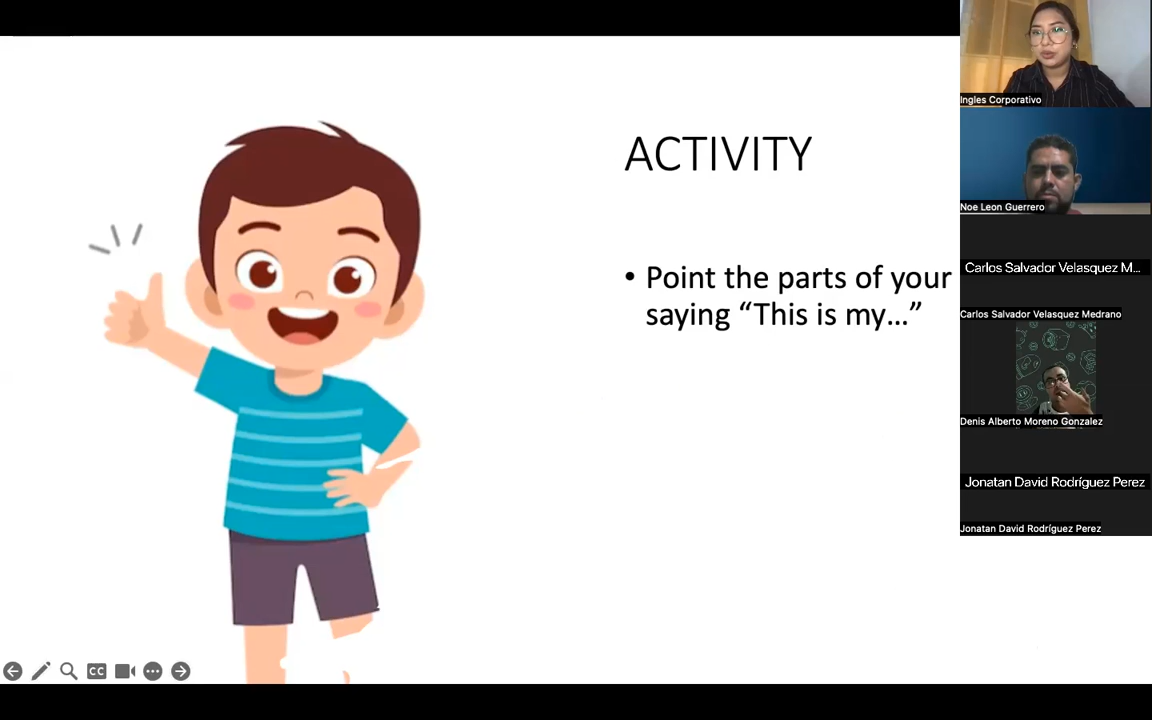 ACTIVITY
• Point the parts of your
saying “This is my...”
Ingles Corporativo
Noe Leon Guerrero
Carlos Salvador Velasquez M...
Carlos Salvador Velasquez Medrano
Denis Alberto Moreno Gonzalez
Jonatan David Rodríguez Perez
Jonatan David Rodríguez Perez
CC